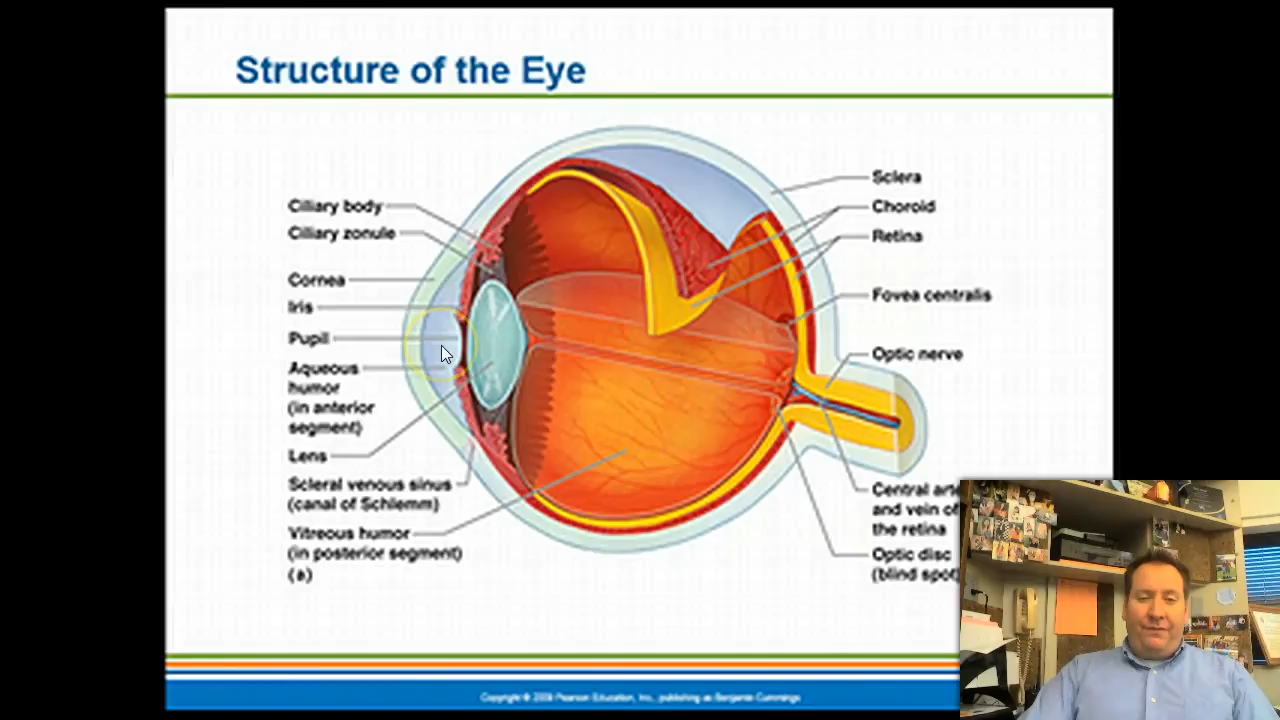 Structure of the Eye
Ciliary body
Ciliary zonule
Cornea
Iris
Pupil
Aqueous
humor
(in anterior
segment)
Lens
Scleral venous sinus
(canal of Schlemm)
Vitreous humor
(in posterior segment)
(a)
Sclera
Choroid
Retina
Fovea centralis
Optic nerve
Central
and vein of
the retina
Optic disc
(blind spot
Copyright © 2009 Pearson Education, Inc., publishing as Benjamin Cummings